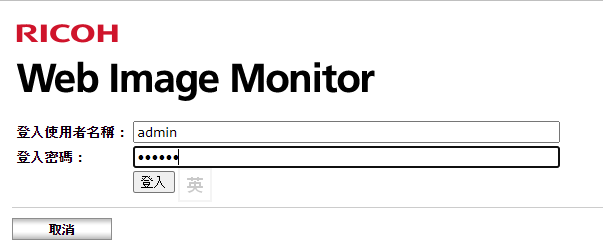 RICOH
Web Image Monitor
登入使用者名稱：admin
登入密碼：••••••
登入 英
取消